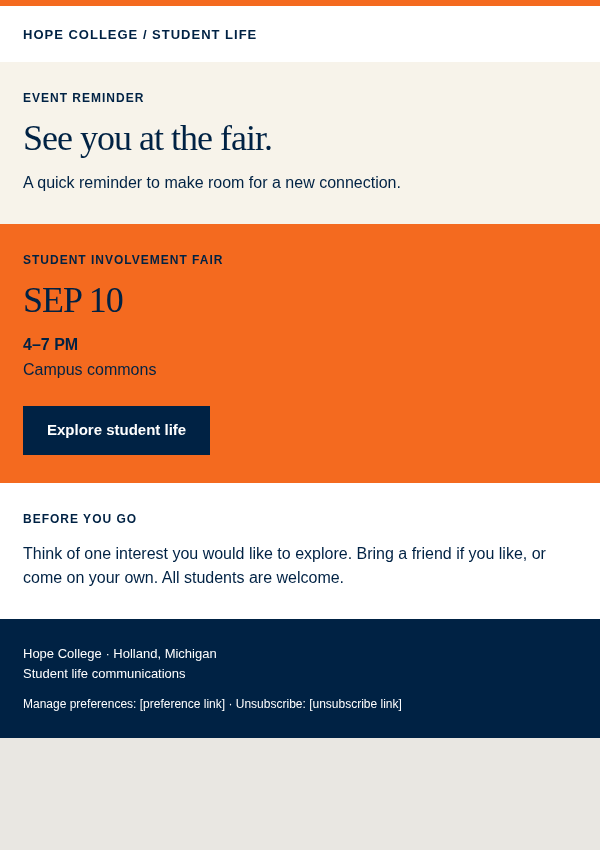 HOPE COLLEGE / STUDENT LIFE
EVENT REMINDER
See you at the fair.
A quick reminder to make room for a new connection.
STUDENT INVOLVEMENT FAIR
SEP 10
4–7 PM
Campus commons
Explore student life
BEFORE YOU GO
Think of one interest you would like to explore. Bring a friend if you like, or
come on your own. All students are welcome.
Hope College · Holland, Michigan
Student life communications
Manage preferences: [preference link] · Unsubscribe: [unsubscribe link]